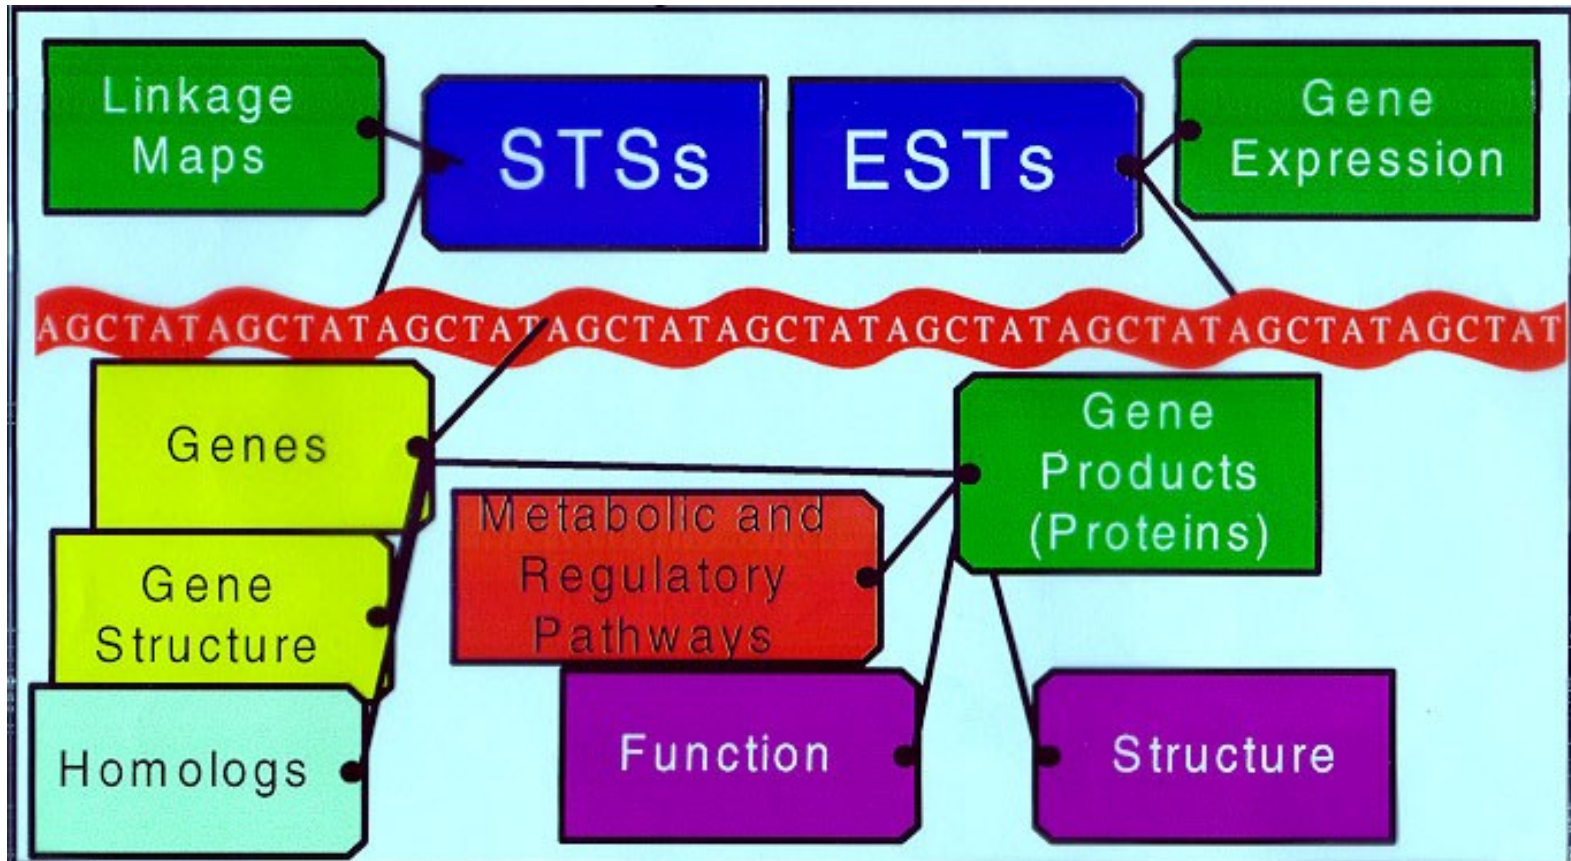 Linkage
Maps
STSs
ESTs
Gene
Expression
AGCTATAGCTATAGCTATAGCTATAGCTATAGCTATAGCTATAGCTATAGCTAT
Genes
Gene
Structure
Homologs
Metabolic and
Regulatory
Pathways
Gene
Products
(Proteins)
Function
Structure